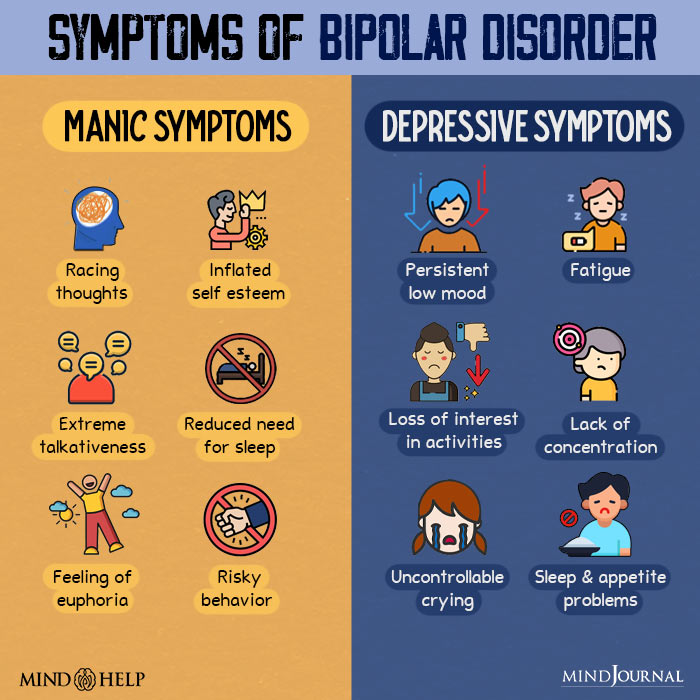 SYMPTOMS OF BIPOLAR DISORDER
MANIC SYMPTOMS
Racing
thoughts
Inflated
self esteem
Extreme
talkativeness
Reduced need
for sleep
Feeling of
euphoria
Risky
behavior
MIND HELP
DEPRESSIVE SYMPTOMS
Persistent
low mood
Fatigue
Loss of interest
in activities
Lack of
concentration
Uncontrollable
crying
Sleep & appetite
problems
MINDJOURNAL